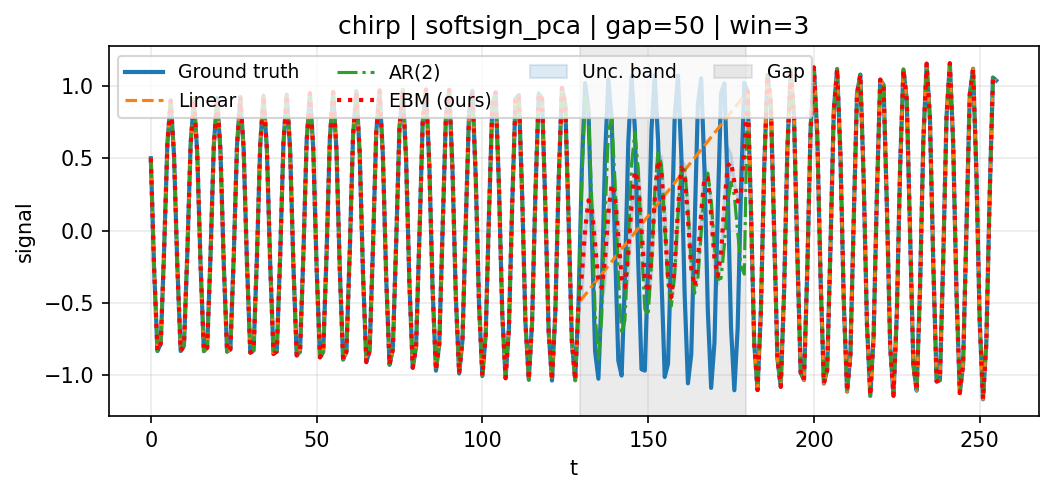 chirp | softsign_pca | gap=50 | win=3
Ground truth
Linear
AR(2)
EBM (ours)
Unc. band
Gap
signal
1.0
0.5
0.0
−0.5
−1.0
0
50
100
150
200
250
t